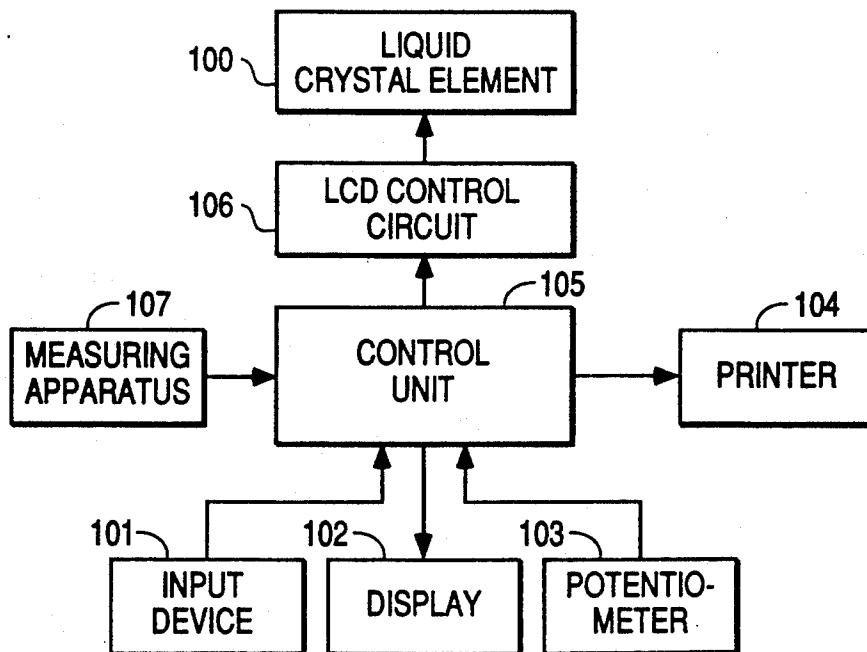 100
LIQUID
CRYSTAL ELEMENT
106
LCD CONTROL
CIRCUIT
105
107
104
MEASURING
APPARATUS
CONTROL
UNIT
PRINTER
101
102
103
INPUT
DEVICE
DISPLAY
POTENTIO-
METER